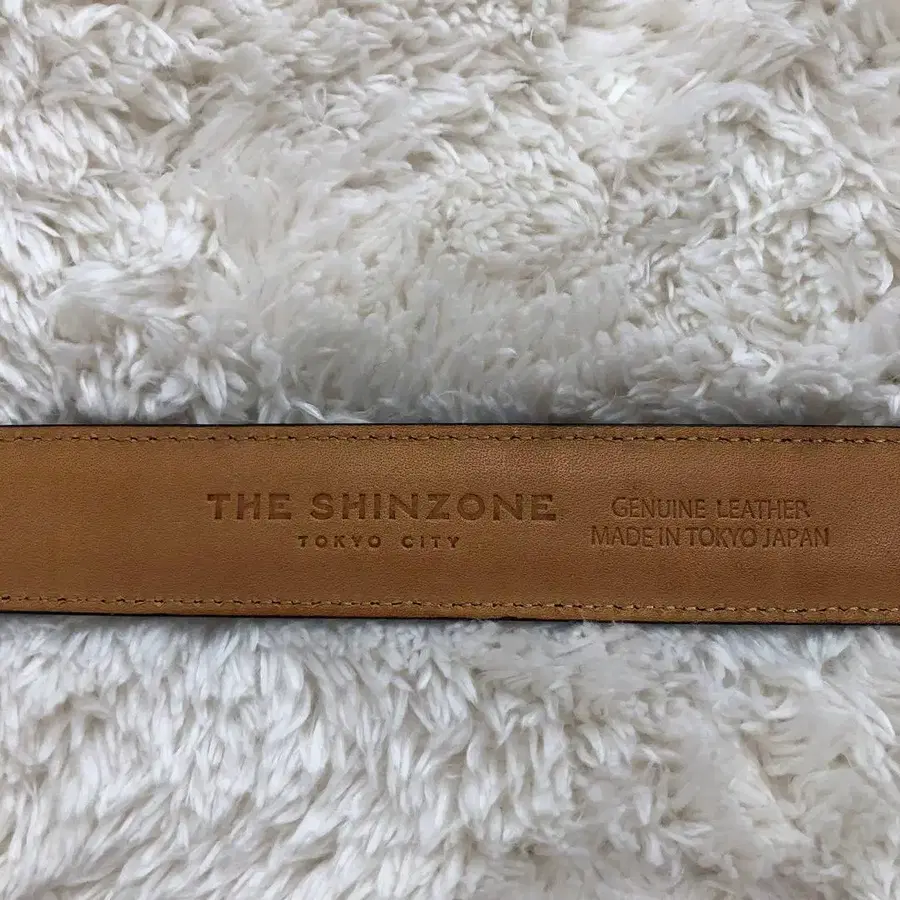 THE SHINZONE
TOKYO CITY
GENUINE LEATHER
MADE IN TOKYO JAPAN